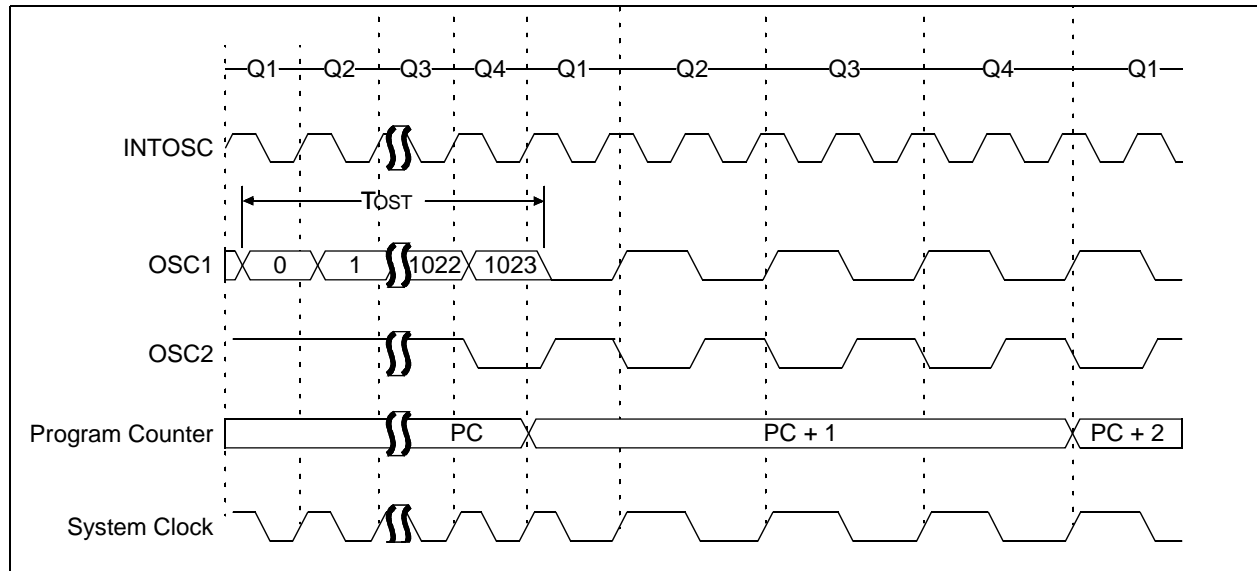 Q1 Q2 Q3 Q4 Q1 Q2 Q3 Q4 Q1
INTOSC
TOST
OSC1 0 1 1022 1023
OSC2
Program Counter PC PC + 1 PC + 2
System Clock